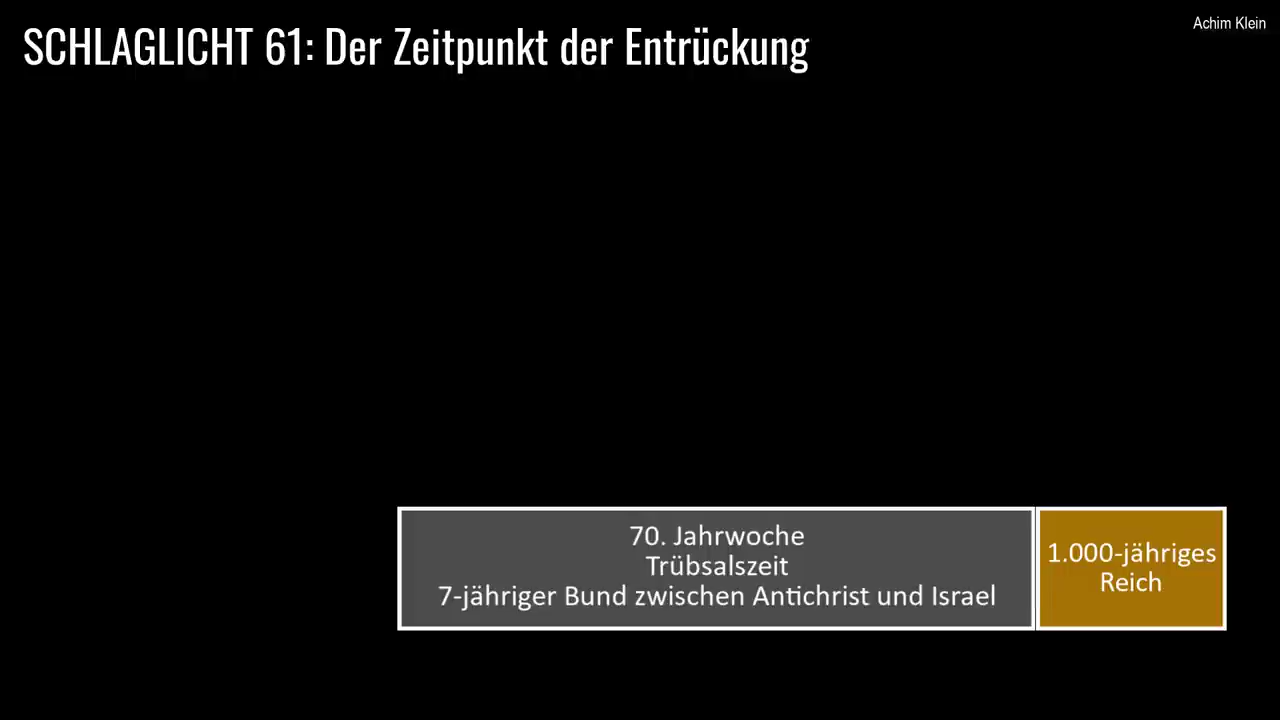 SCHLAGLICHT 61: Der Zeitpunkt der Entrückung
Achim Klein
70. Jahrwoche
Trübsalszeit
7-jähriger Bund zwischen Antichrist und Israel
1.000-jähriges
Reich